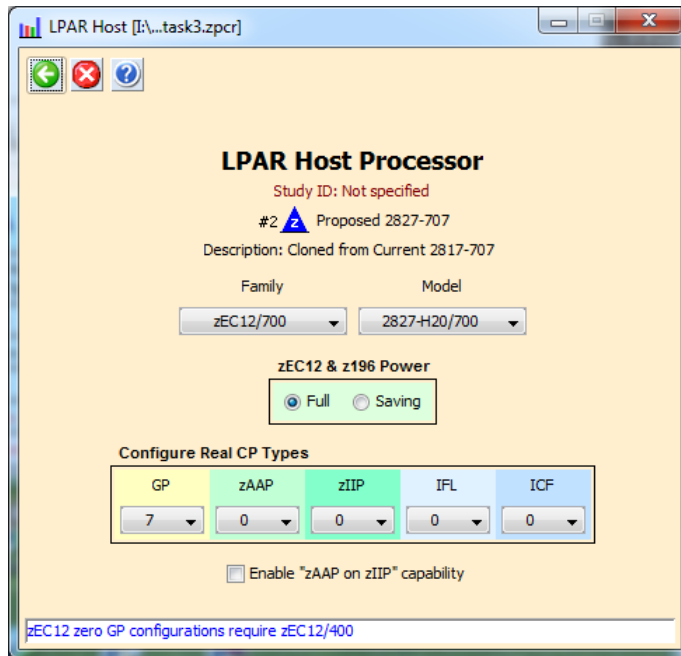 LPAR Host [I:\...task3.zpcr]
LPAR Host Processor
Study ID: Not specified
#2 z Proposed 2827-707
Description: Cloned from Current 2817-707
Family Model
zEC12/700 2827-H20/700
zEC12 & z196 Power
Full Saving
Configure Real CP Types
GP zAAP zIIP IFL ICF
7 0 0 0 0
Enable "zAAP on zIIP" capability
zEC12 zero GP configurations require zEC12/400